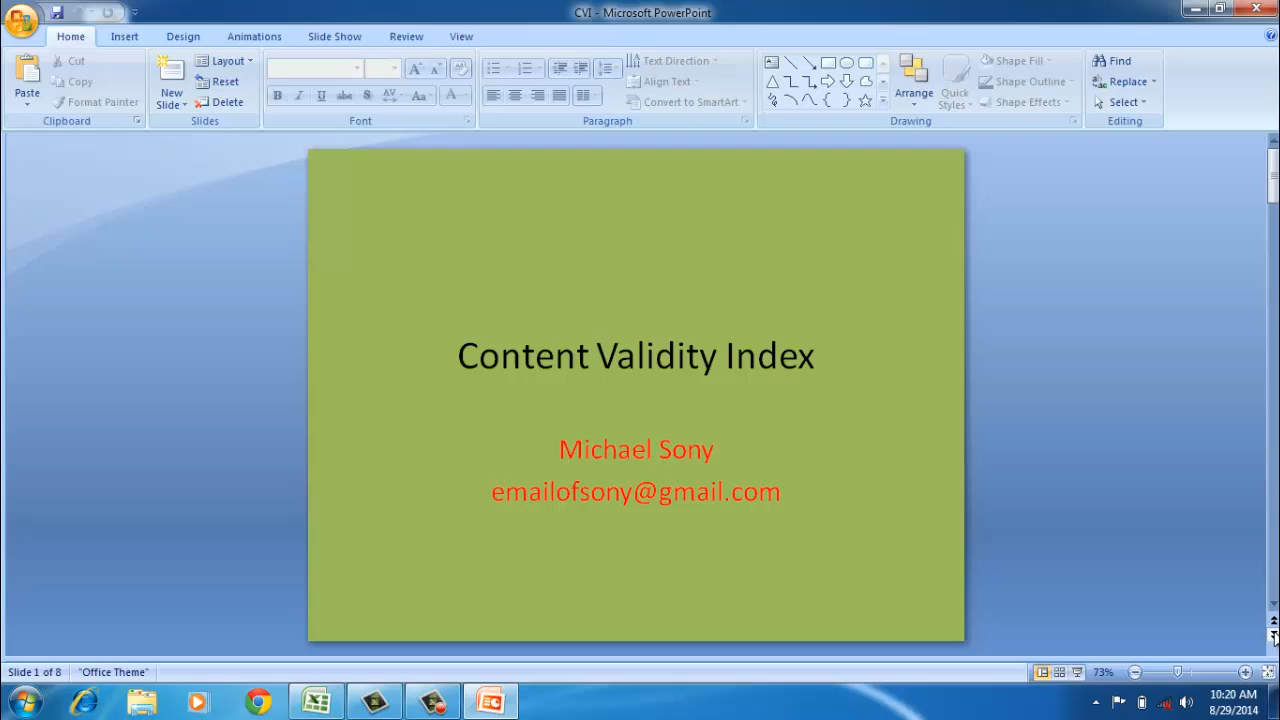 CVI - Microsoft PowerPoint
Home Insert Design Animations Slide Show Review View
Paste
Cut
Copy
Format Painter
Clipboard
New Slide
Layout
Reset
Delete
Slides
B I U abc S AV Aa A
Font
Text Direction
Align Text
Convert to SmartArt
Paragraph
Arrange
Quick Styles
Shape Fill
Shape Outline
Shape Effects
Drawing
Find
Replace
Select
Editing
Content Validity Index
Michael Sony
emailofsony@gmail.com
Slide 1 of 8 "Office Theme" 73%
10:20 AM
8/29/2014